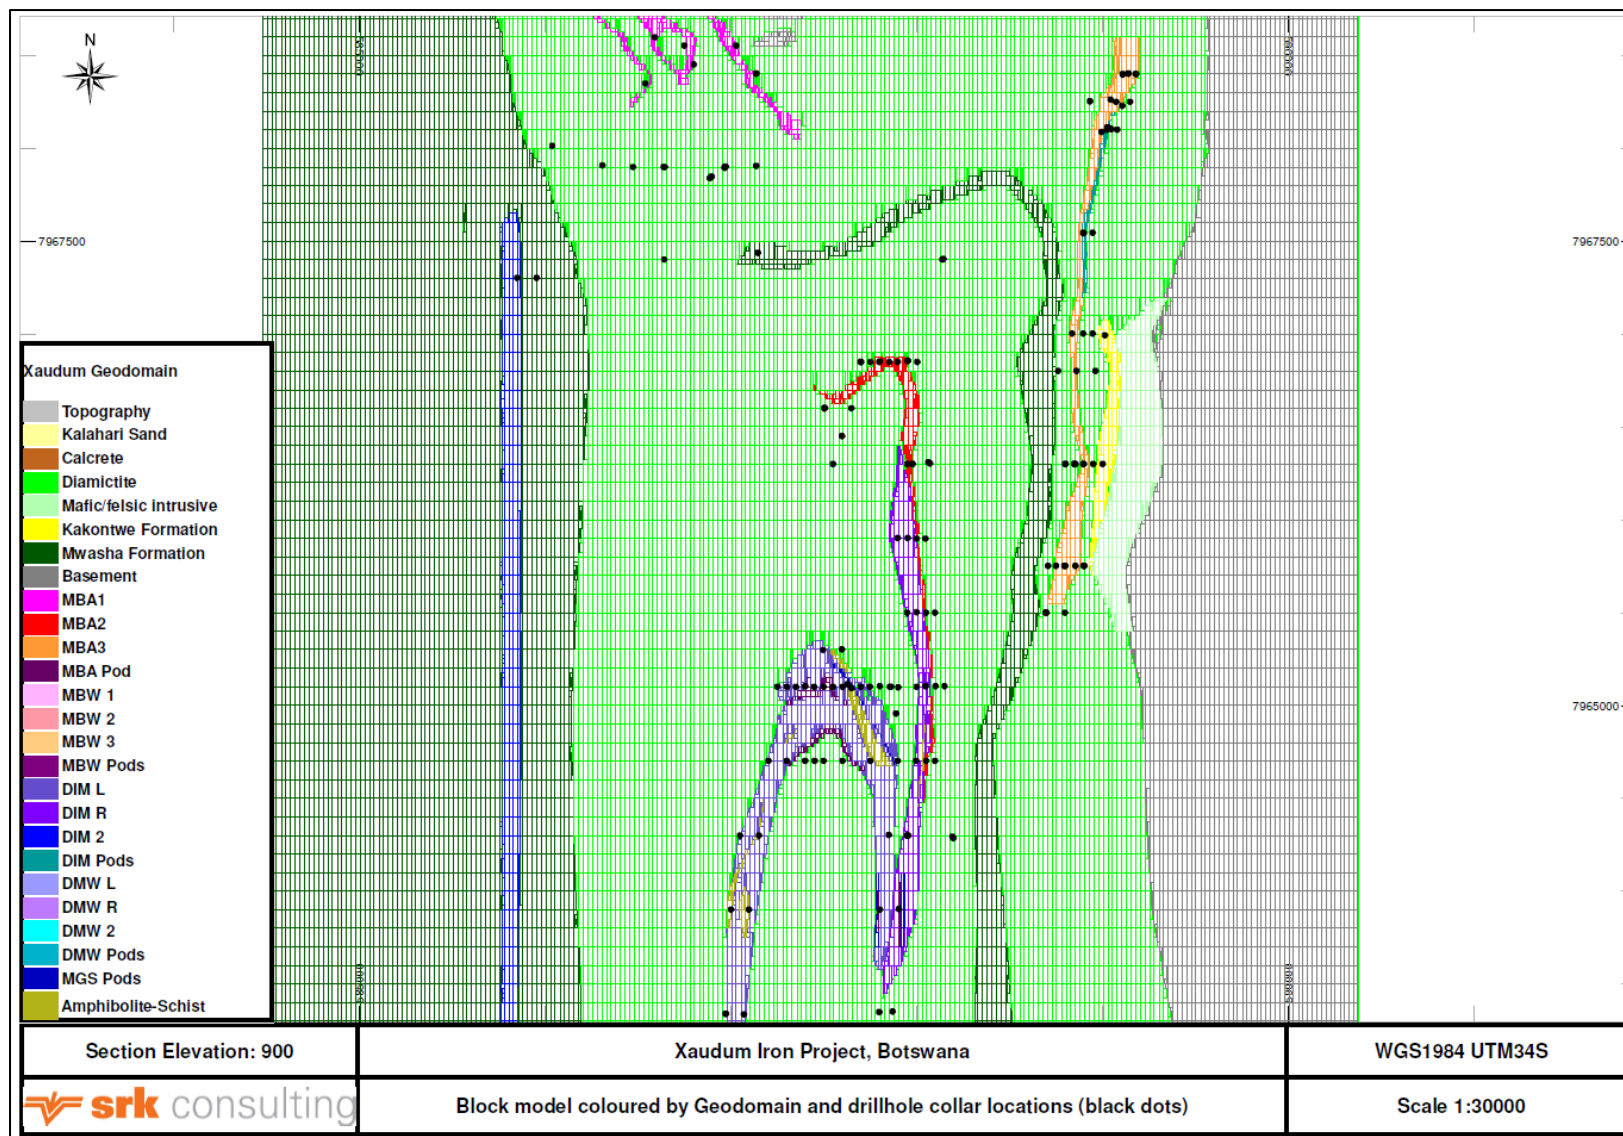 N
7967500
7967500
7965000
Xaudum Geodomain
Topography
Kalahari Sand
Calcrete
Diamictite
Mafic/felsic intrusive
Kakontwe Formation
Mwasha Formation
Basement
MBA1
MBA2
MBA3
MBA Pod
MBW 1
MBW 2
MBW 3
MBW Pods
DIM L
DIM R
DIM 2
DIM Pods
DMW L
DMW R
DMW 2
DMW Pods
MGS Pods
Amphibolite-Schist
Section Elevation: 900
Xaudum Iron Project, Botswana
WGS1984 UTM34S
srk consulting
Block model coloured by Geodomain and drillhole collar locations (black dots)
Scale 1:30000